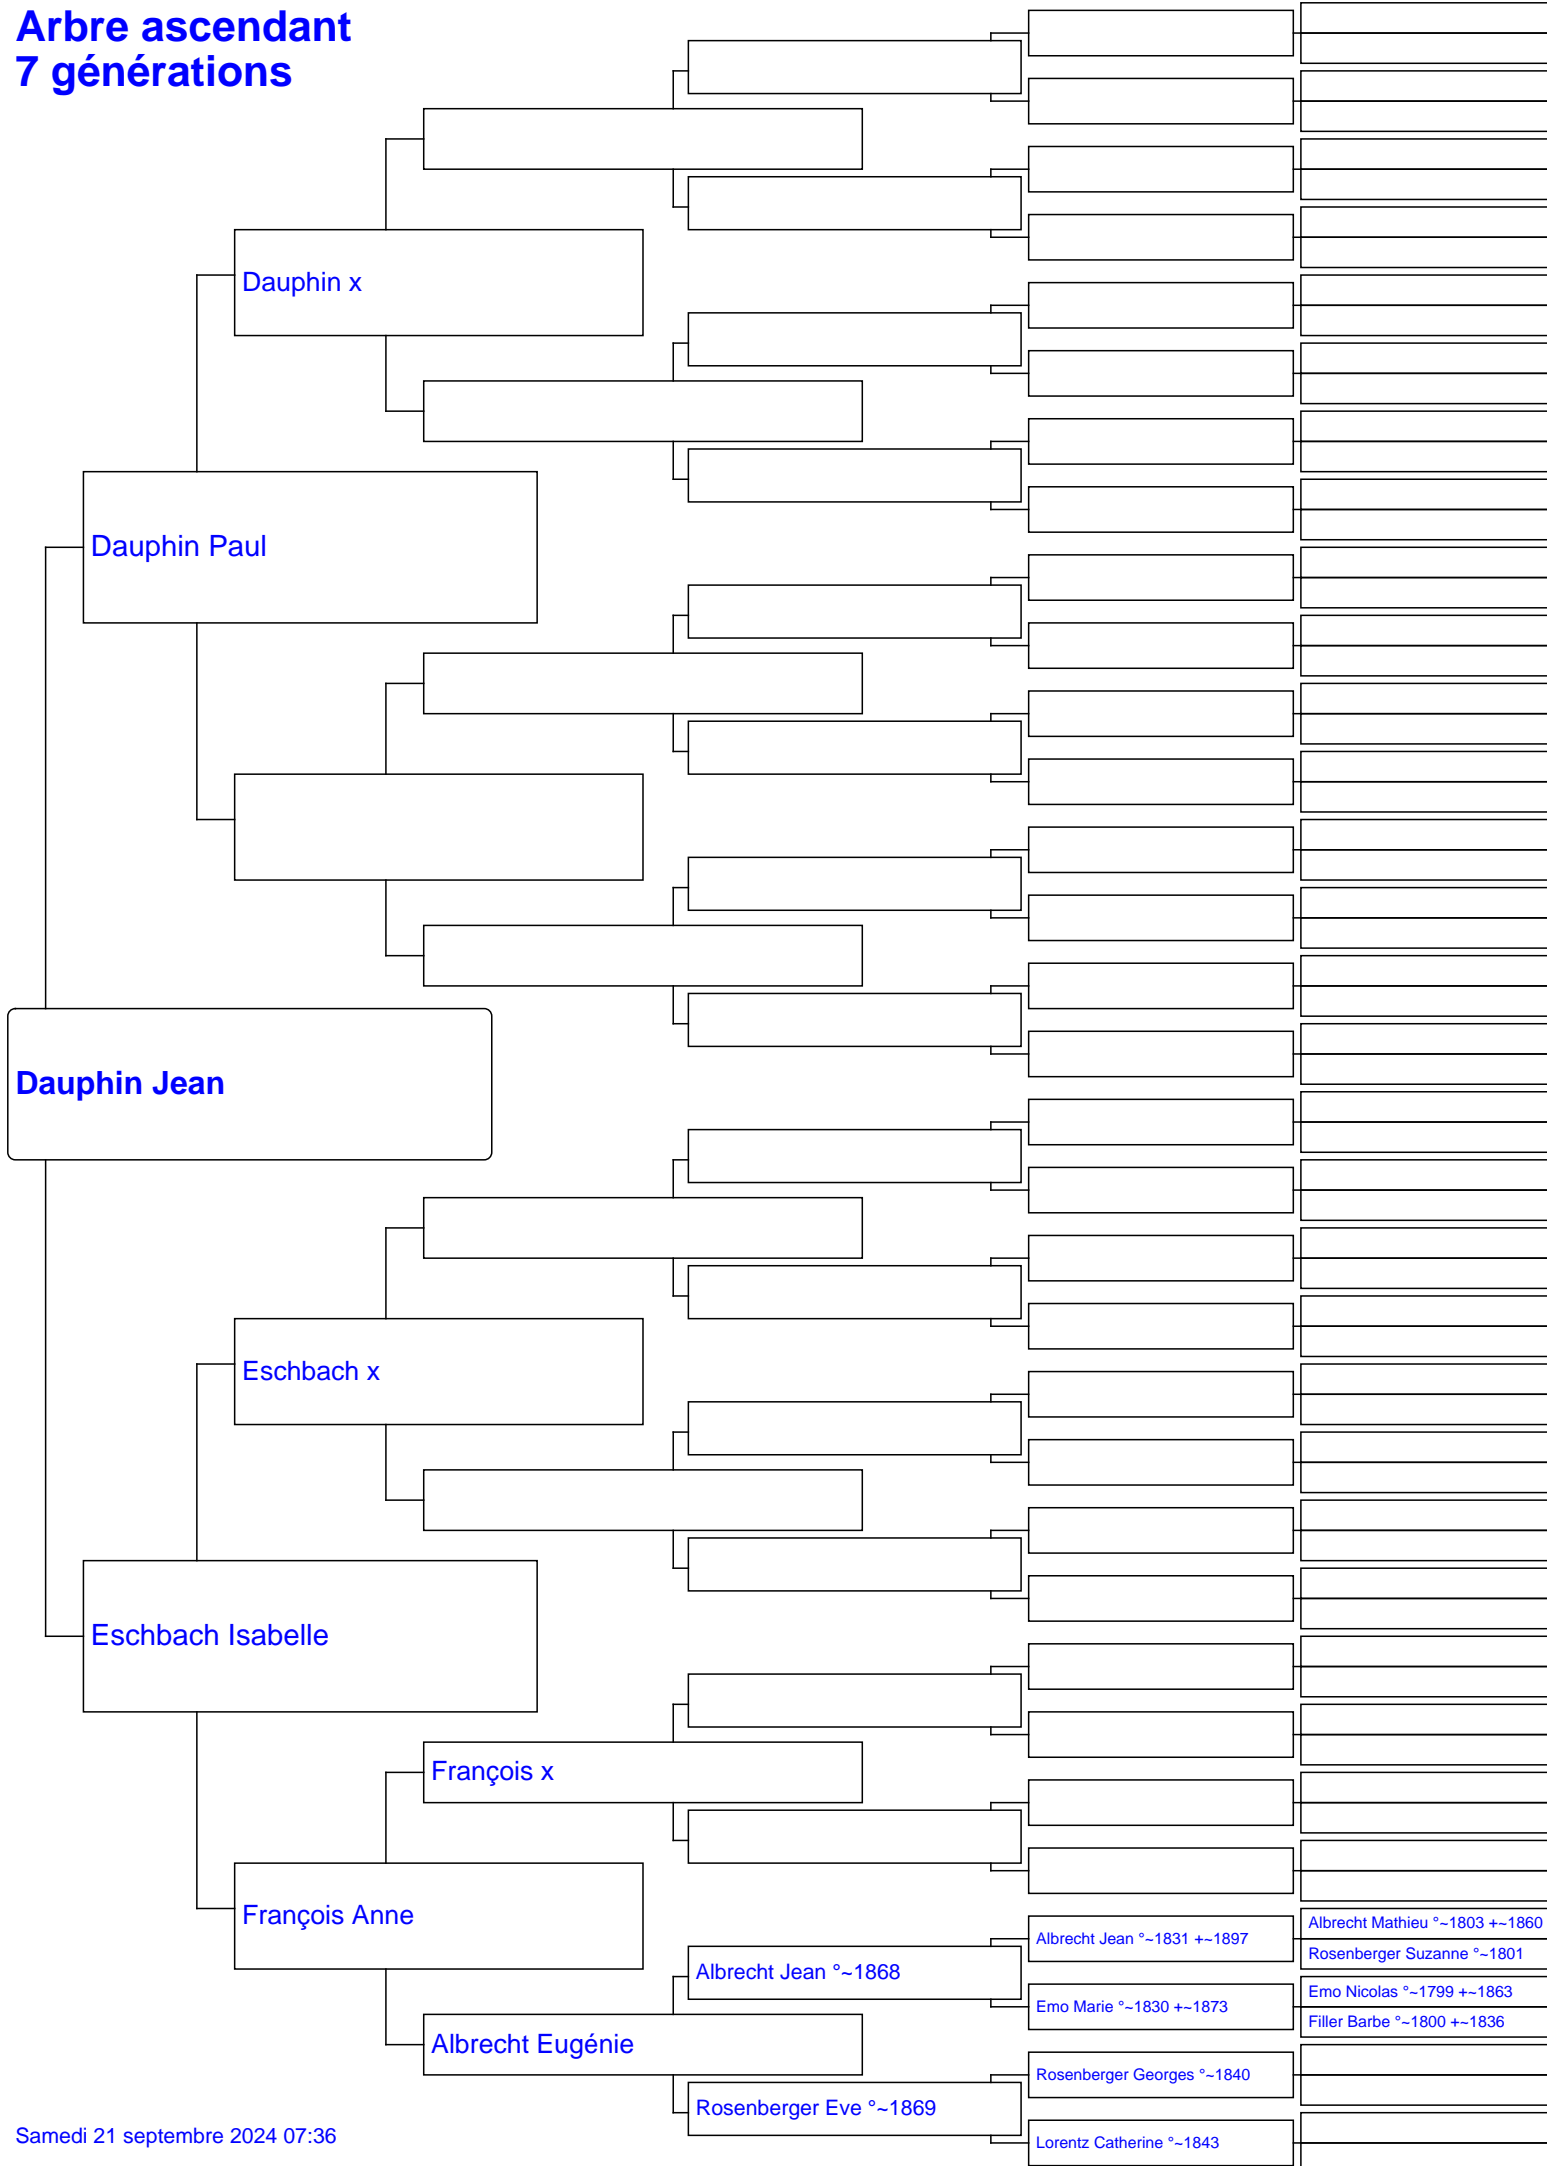 Arbre ascendant
7 générations
Dauphin x
Dauphin Paul
Dauphin Jean
Eschbach x
Eschbach Isabelle
François x
François Anne
Albrecht Mathieu °~1803 +~1860
Albrecht Jean °~1831 +~1897
Rosenberger Suzanne °~1801
Albrecht Jean °~1868
Emo Nicolas °~1799 +~1863
Emo Marie °~1830 +~1873
Filler Barbe °~1800 +~1836
Albrecht Eugénie
Rosenberger Georges °~1840
Rosenberger Eve °~1869
Lorentz Catherine °~1843
Samedi 21 septembre 2024 07:36